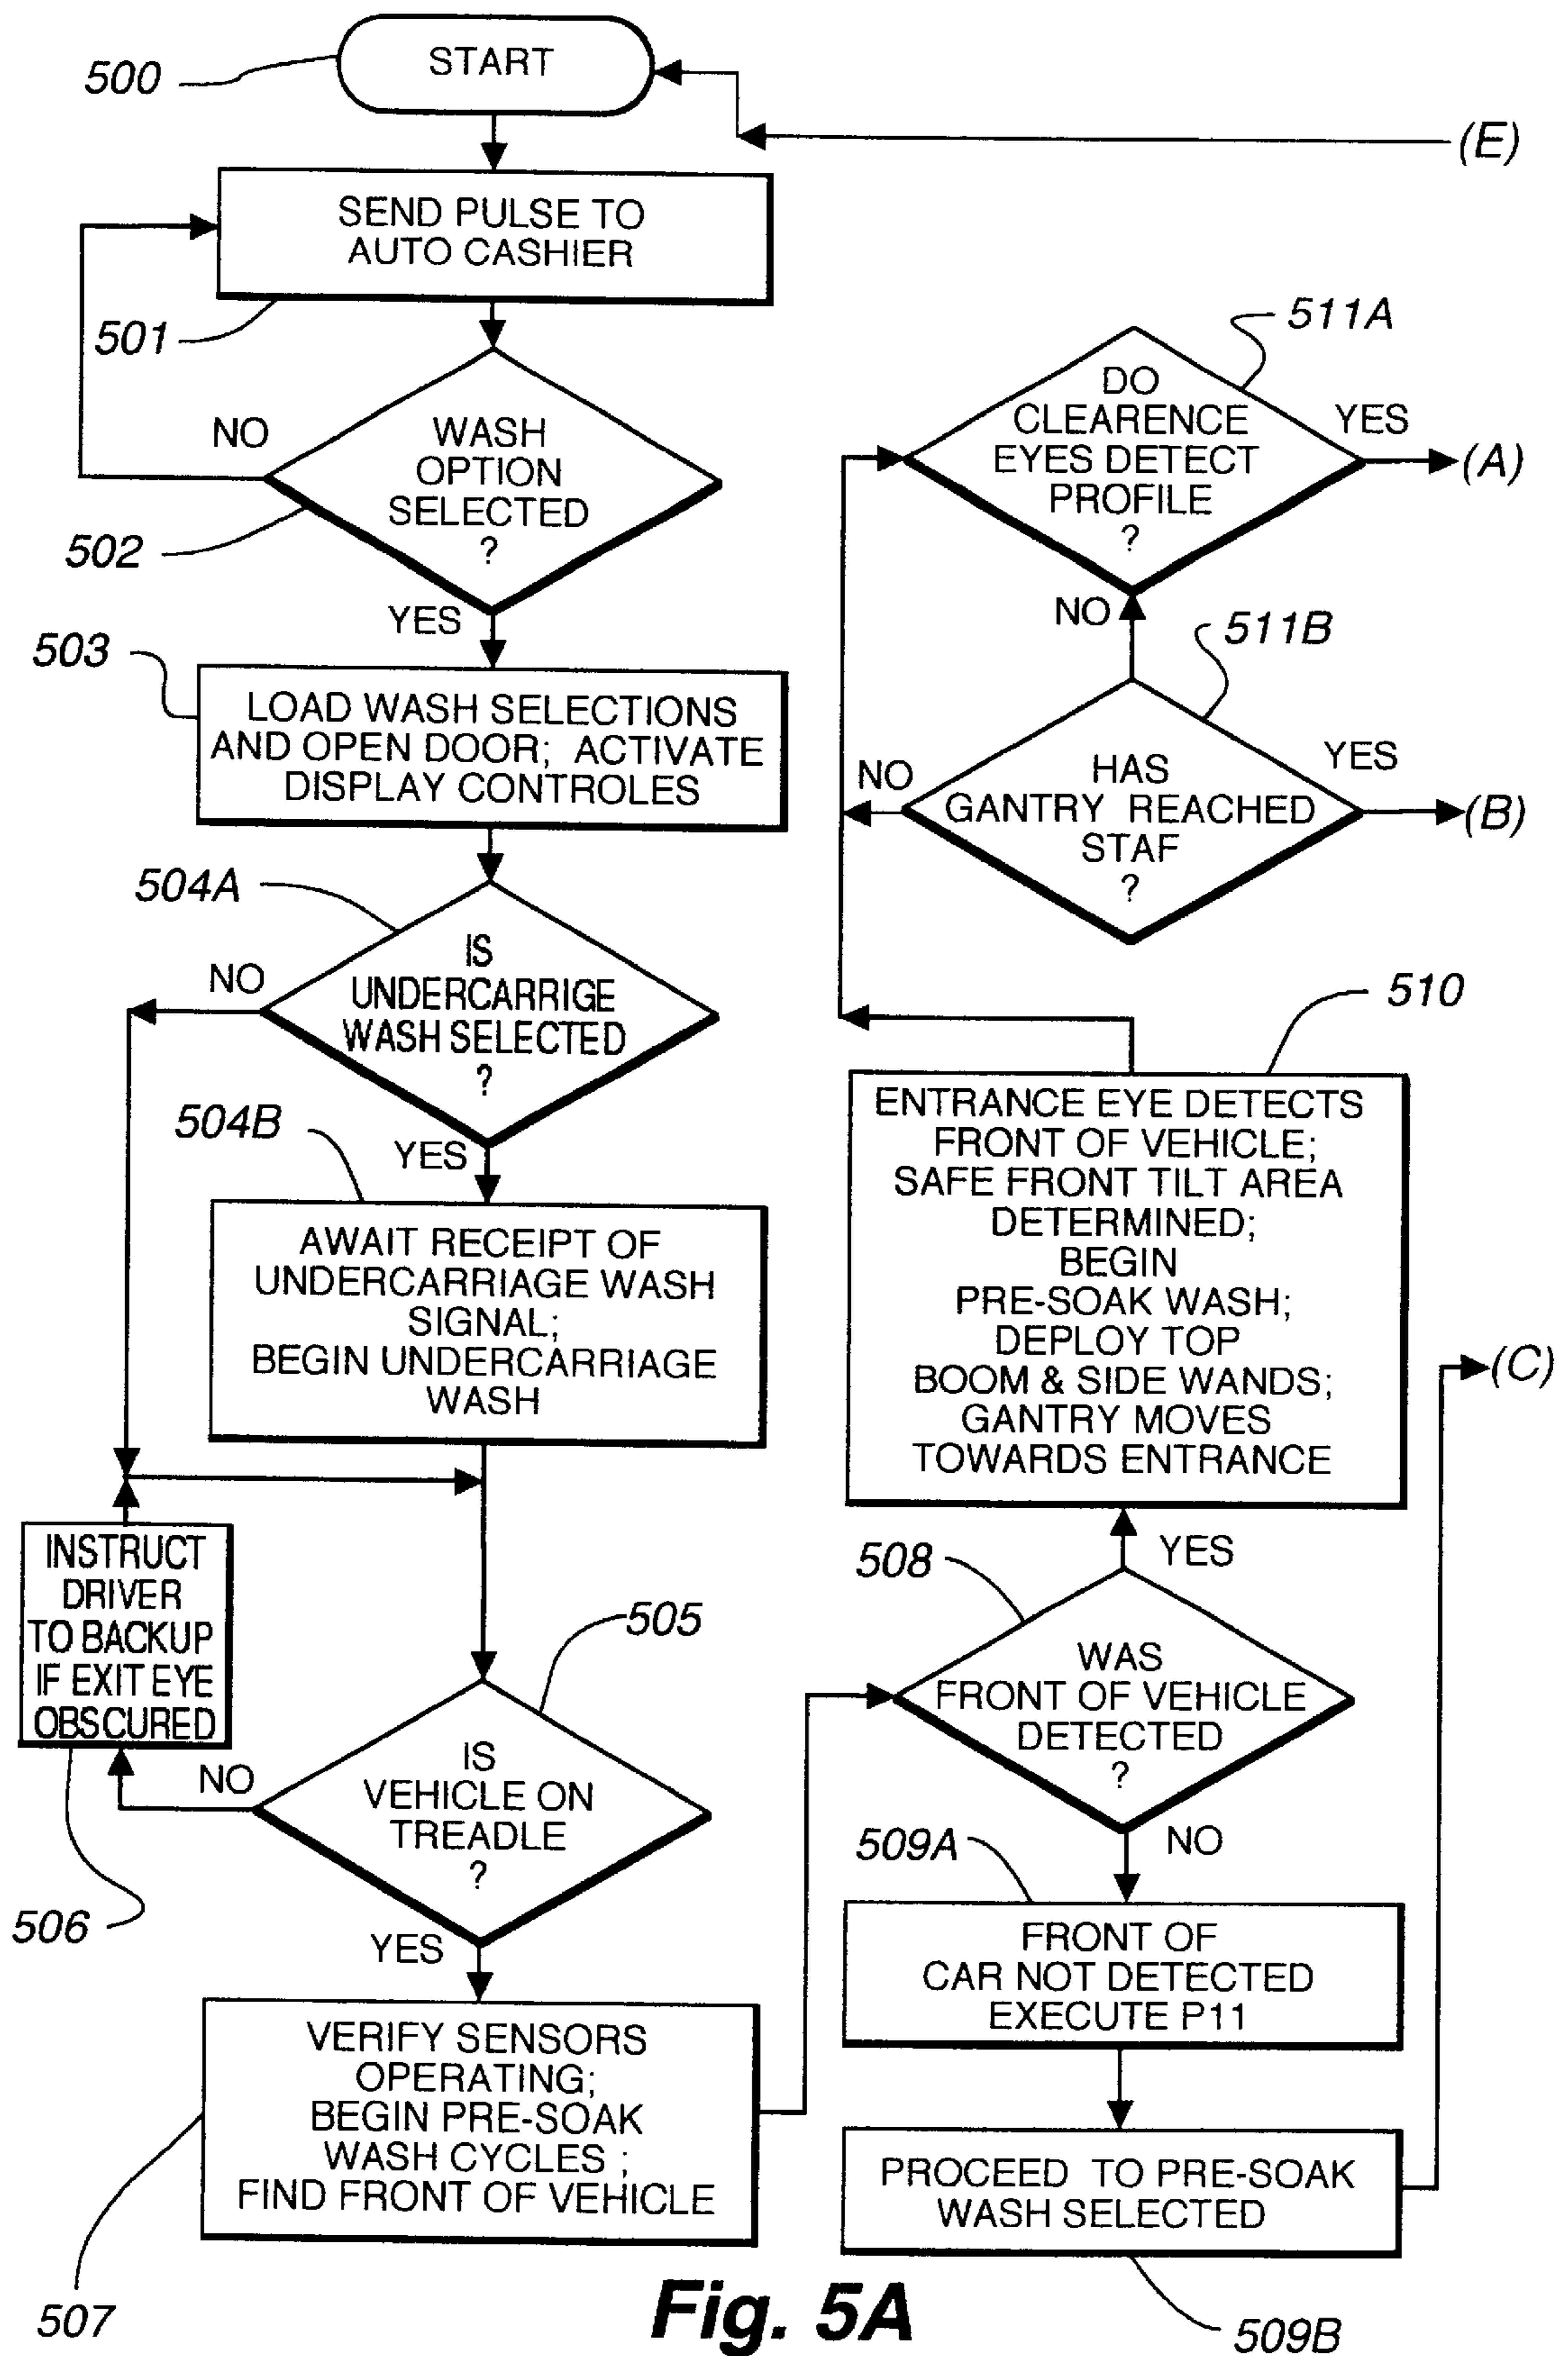 START
500
(E)
SEND PULSE TO
AUTO CASHIER
501
NO
WASH
OPTION
SELECTED
?
502
YES
503
LOAD WASH SELECTIONS
AND OPEN DOOR; ACTIVATE
DISPLAY CONTROLES
504A
NO
IS
UNDERCARRIGE
WASH SELECTED
?
504B
YES
AWAIT RECEIPT OF
UNDERCARRIAGE WASH
SIGNAL;
BEGIN UNDERCARRIAGE
WASH
INSTRUCT
DRIVER
TO BACKUP
IF EXIT EYE
OBSCURED
505
NO
IS
VEHICLE ON
TREADLE
?
506
YES
VERIFY SENSORS
OPERATING;
BEGIN PRE-SOAK
WASH CYCLES ;
FIND FRONT OF VEHICLE
507
511A
DO
CLEARENCE
EYES DETECT
PROFILE
?
YES
(A)
NO
511B
NO
HAS
GANTRY REACHED
STAF
?
YES
(B)
510
ENTRANCE EYE DETECTS
FRONT OF VEHICLE;
SAFE FRONT TILT AREA
DETERMINED;
BEGIN
PRE-SOAK WASH;
DEPLOY TOP
BOOM & SIDE WANDS;
GANTRY MOVES
TOWARDS ENTRANCE
(C)
508
YES
WAS
FRONT OF VEHICLE
DETECTED
?
509A
NO
FRONT OF
CAR NOT DETECTED
EXECUTE P11
PROCEED TO PRE-SOAK
WASH SELECTED
509B
Fig. 5A